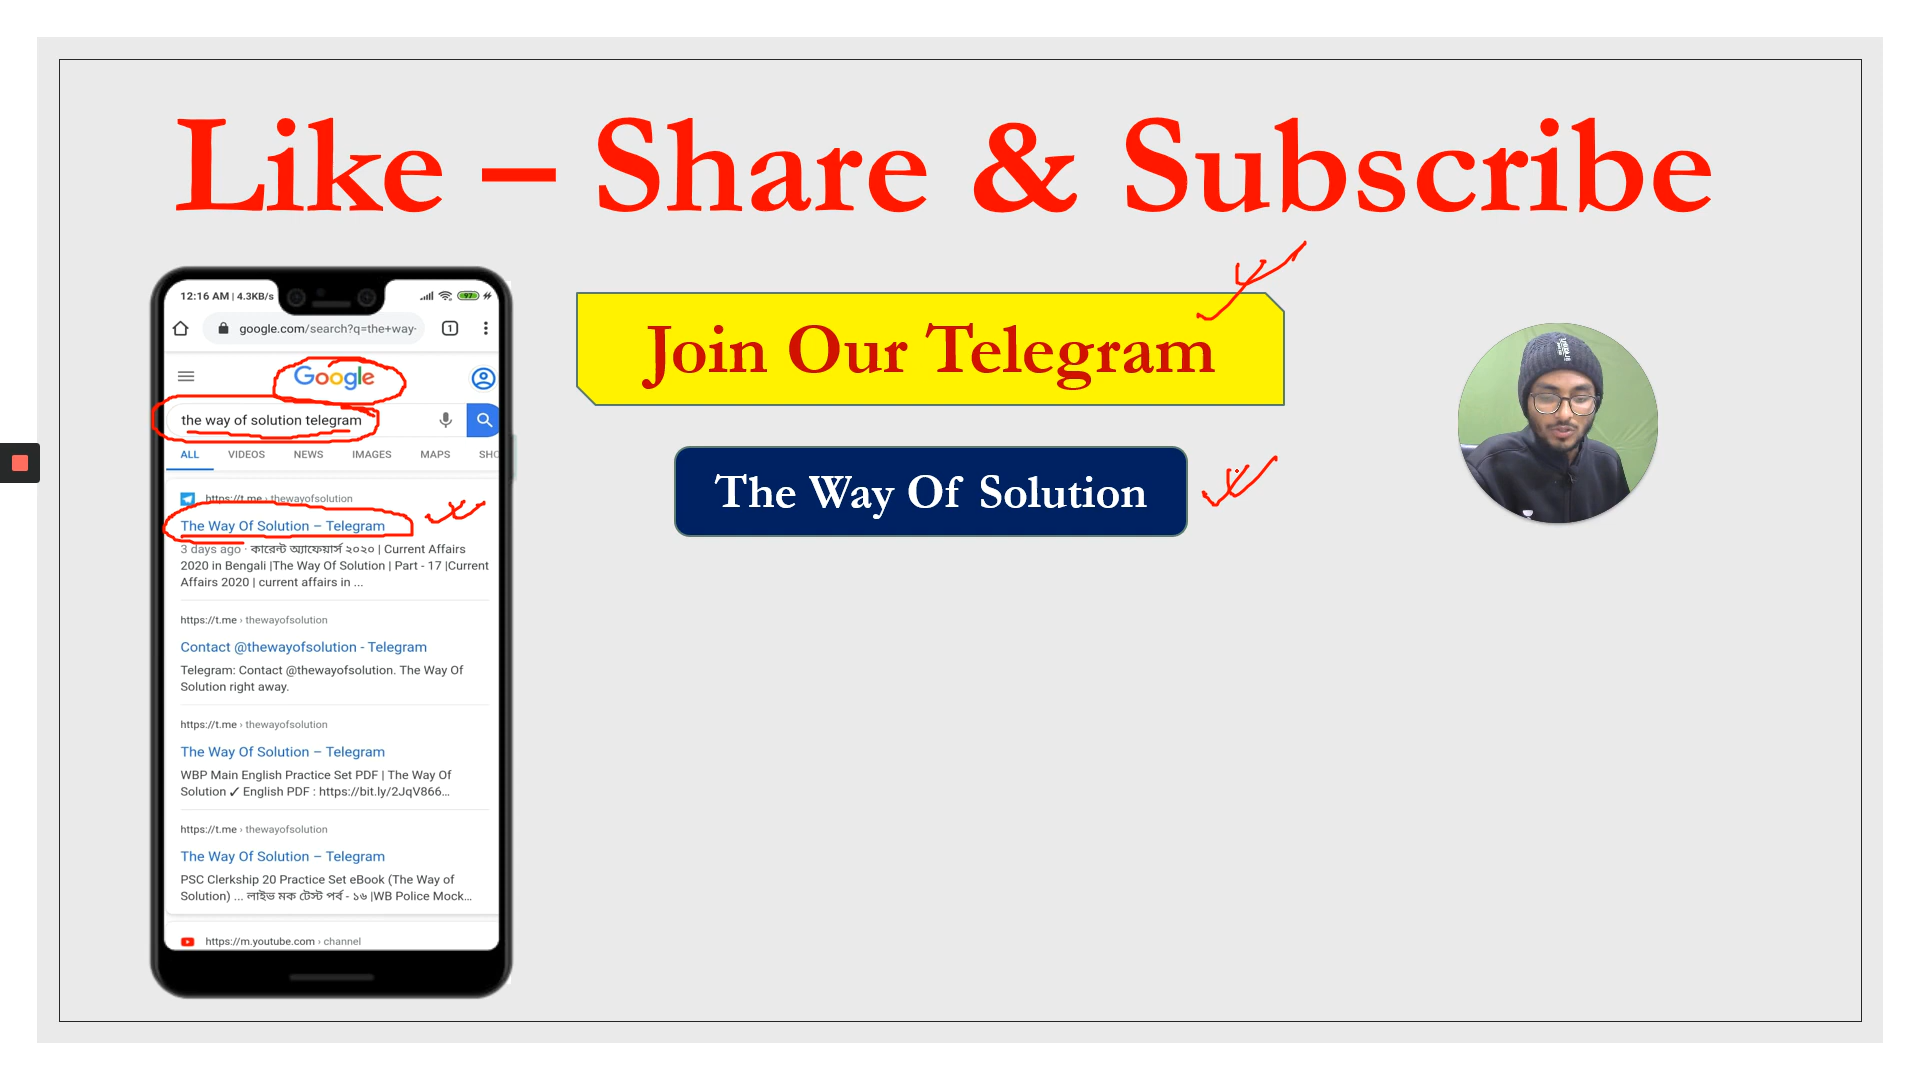 Like – Share & Subscribe
12:16 AM | 4.3KB/s
97
google.com/search?q=the+way-
1
Google
the way of solution telegram
ALL VIDEOS NEWS IMAGES MAPS SHO
https://t.me › thewayofsolution
The Way Of Solution – Telegram
3 days ago · কারেন্ট অ্যাফেয়ার্স ২০২০ | Current Affairs
2020 in Bengali |The Way Of Solution | Part - 17 |Current
Affairs 2020 | current affairs in ...
https://t.me › thewayofsolution
Contact @thewayofsolution - Telegram
Telegram: Contact @thewayofsolution. The Way Of
Solution right away.
https://t.me › thewayofsolution
The Way Of Solution – Telegram
WBP Main English Practice Set PDF | The Way Of
Solution ✓ English PDF : https://bit.ly/2JqV866...
https://t.me › thewayofsolution
The Way Of Solution – Telegram
PSC Clerkship 20 Practice Set eBook (The Way of
Solution) ... লাইভ মক টেস্ট পর্ব - ১৬ |WB Police Mock...
https://m.youtube.com › channel
Join Our Telegram
The Way Of Solution